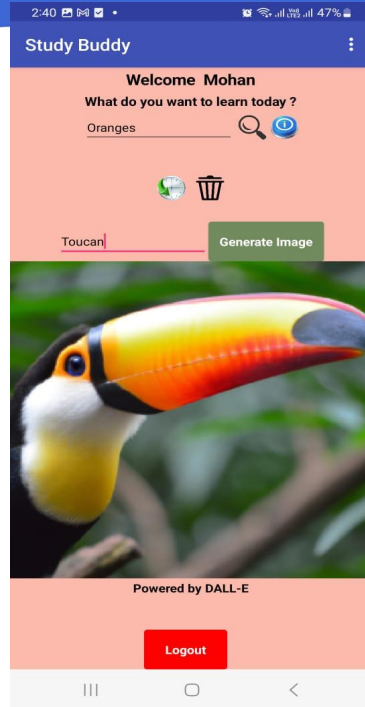 2:40 47%
Study Buddy
Welcome Mohan
What do you want to learn today ?
Oranges
Toucan
Generate Image
Powered by DALL-E
Logout